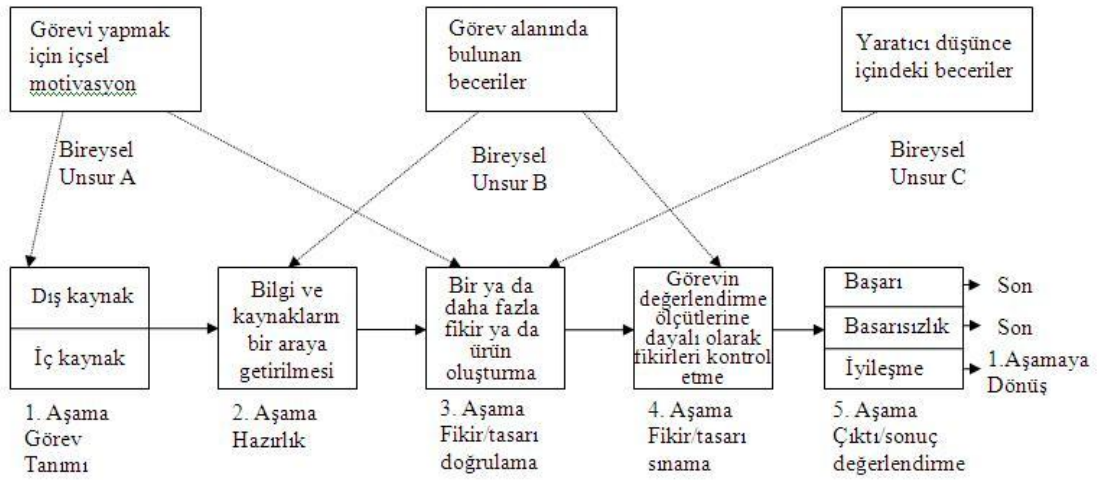 Görevi yapmak
için içsel
motivasyon
Görev alanında
bulunan
beceriler
Yaratıcı düşünce
içindeki beceriler
Bireysel
Unsur A
Bireysel
Unsur B
Bireysel
Unsur C
Dış kaynak
İç kaynak
Bilgi ve
kaynakların
bir araya
getirilmesi
Bir ya da
daha fazla
fikir ya da
ürün
oluşturma
Görevin
değerlendirme
ölçütlerine
dayalı olarak
fikirleri kontrol
etme
Başarı
Basarısızlık
İyileşme
Son
Son
1.Aşamaya
Dönüş
1. Aşama
Görev
Tanımı
2. Aşama
Hazırlık
3. Aşama
Fikir/tasarı
doğrulama
4. Aşama
Fikir/tasarı
sınama
5. Aşama
Çıktı/sonuç
değerlendirme